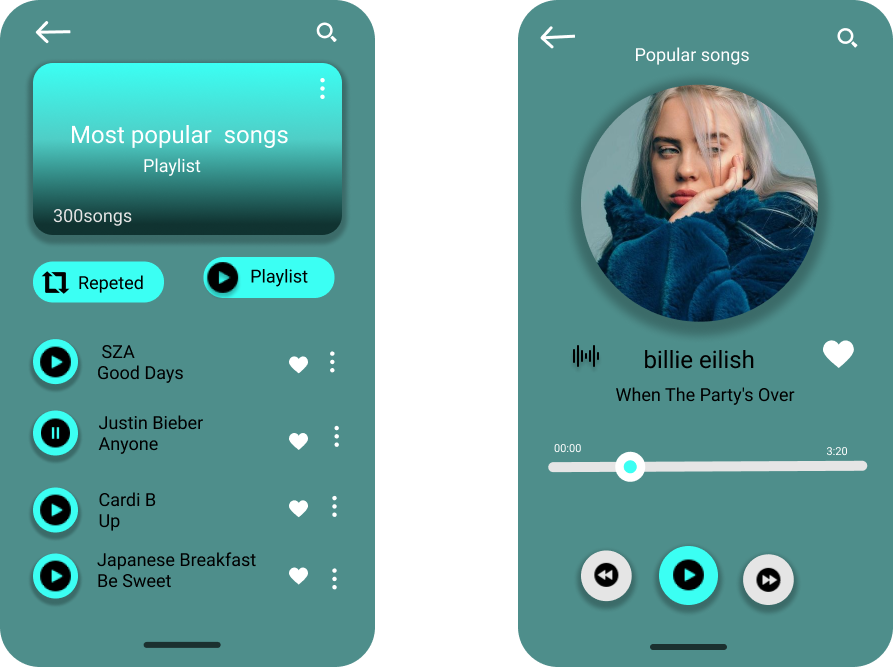 Most popular songs
Playlist
300songs
Repeted
Playlist
SZA
Good Days
Justin Bieber
Anyone
Cardi B
Up
Japanese Breakfast
Be Sweet
Popular songs
billie eilish
When The Party's Over
00:00
3:20